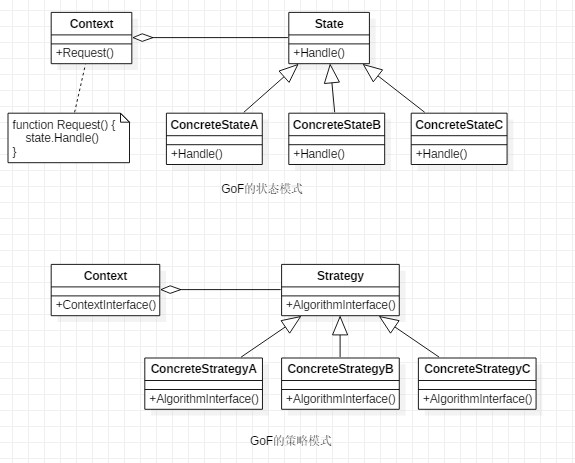 Context
State
+Request()
+Handle()
function Request() {
state.Handle()
}
ConcreteStateA
ConcreteStateB
ConcreteStateC
+Handle()
+Handle()
+Handle()
GoF的状态模式
Context
Strategy
+ContextInterface()
+AlgorithmInterface()
ConcreteStrategyA
ConcreteStrategyB
ConcreteStrategyC
+AlgorithmInterface()
+AlgorithmInterface()
+AlgorithmInterface()
GoF的策略模式